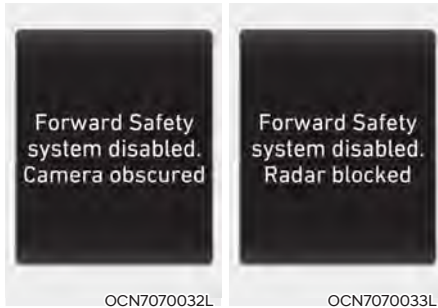 Forward Safety
system disabled.
Camera obscured
OCN7070032L
Forward Safety
system disabled.
Radar blocked
OCN7070033L